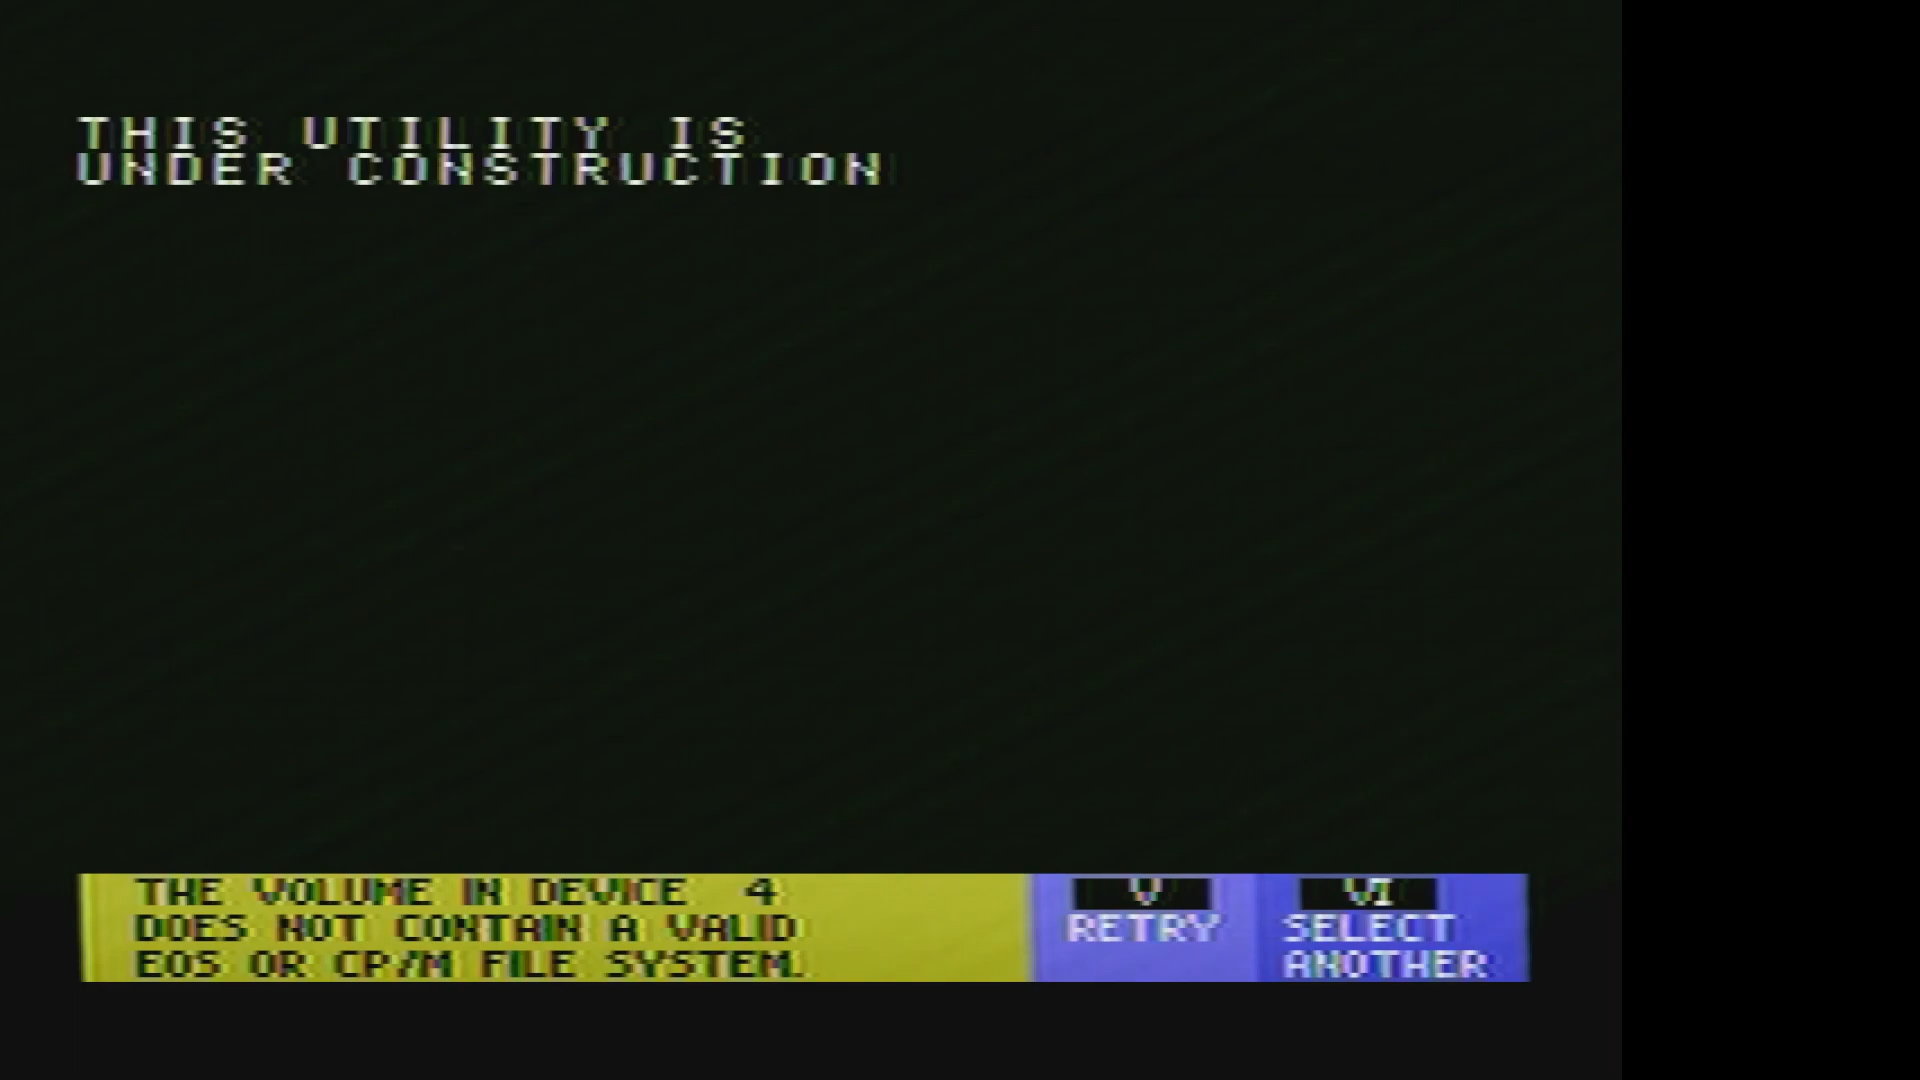 THIS UTILITY IS
UNDER CONSTRUCTION
THE VOLUME IN DEVICE 4
DOES NOT CONTAIN A VALID
EOS OR CP/M FILE SYSTEM.
V
RETRY
VI
SELECT
ANOTHER